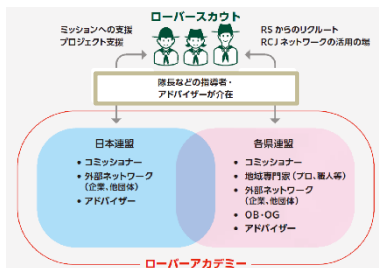 ローバースカウト
ミッションへの支援
プロジェクト支援
RSからのリクルート
RCJネットワークの活用の場
隊長などの指導者・
アドバイザーが介在
日本連盟
• コミッショナー
• 外部ネットワーク
（企業、他団体）
• アドバイザー
各県連盟
• コミッショナー
• 地域専門家（プロ、職人等）
• 外部ネットワーク
（企業、他団体）
• OB・OG
• アドバイザー
ローバーアカデミー